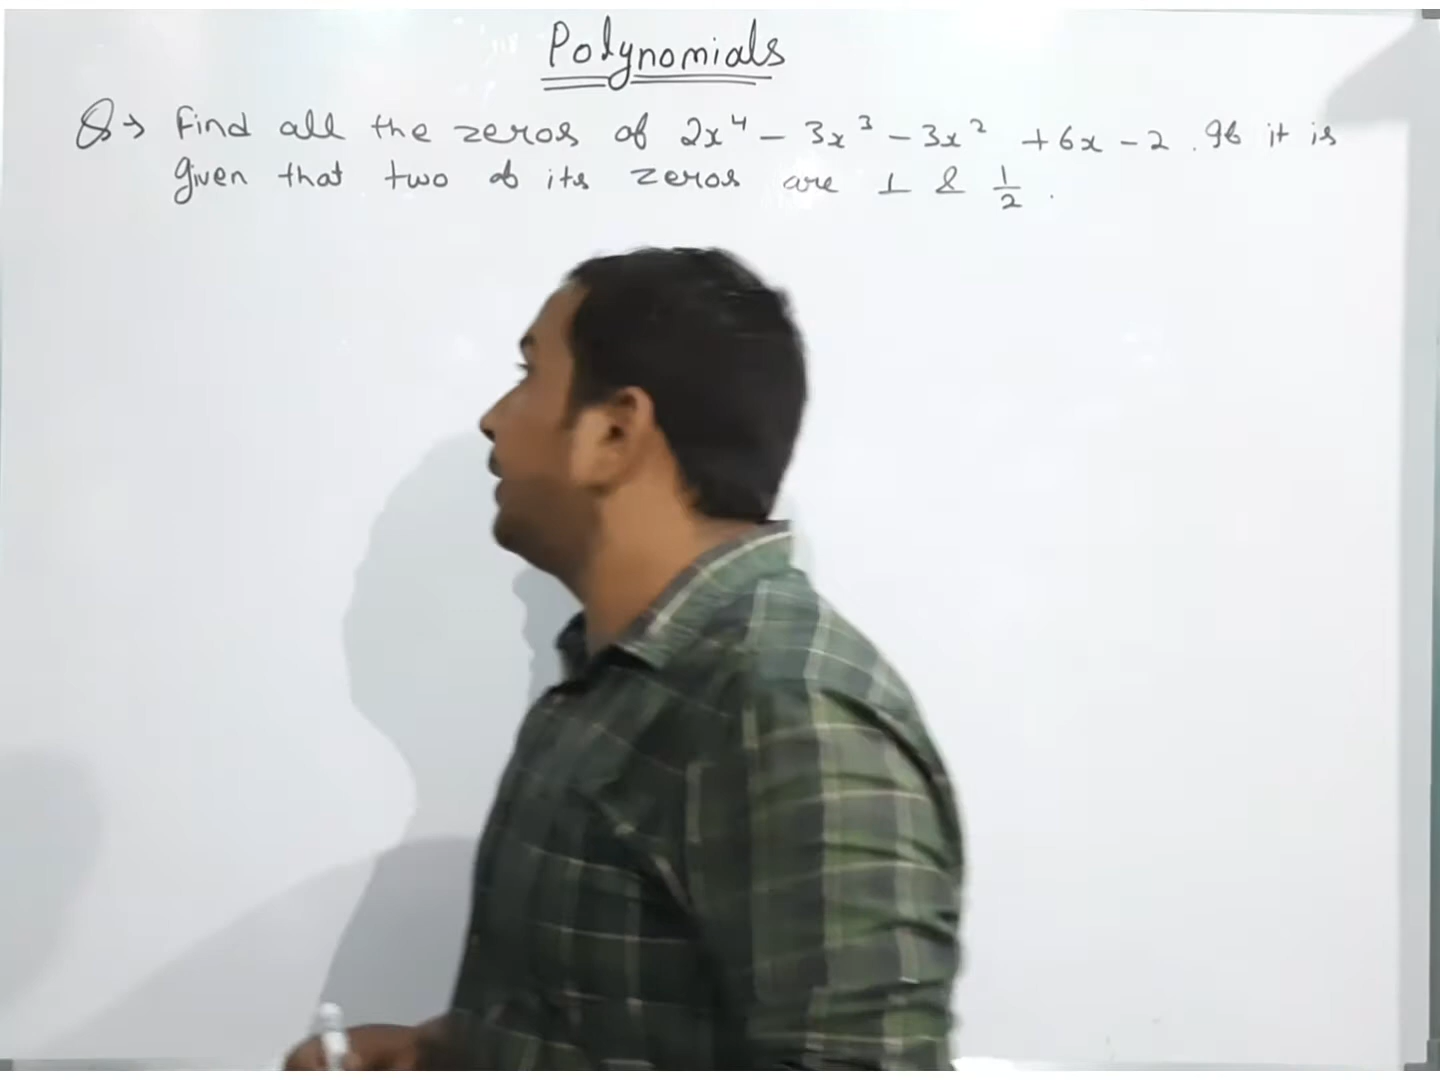 Polynomials
Q→ Find all the zeros of 2x⁴ - 3x³ - 3x² + 6x - 2. If it is
given that two of its zeros are 1 & 1/2.